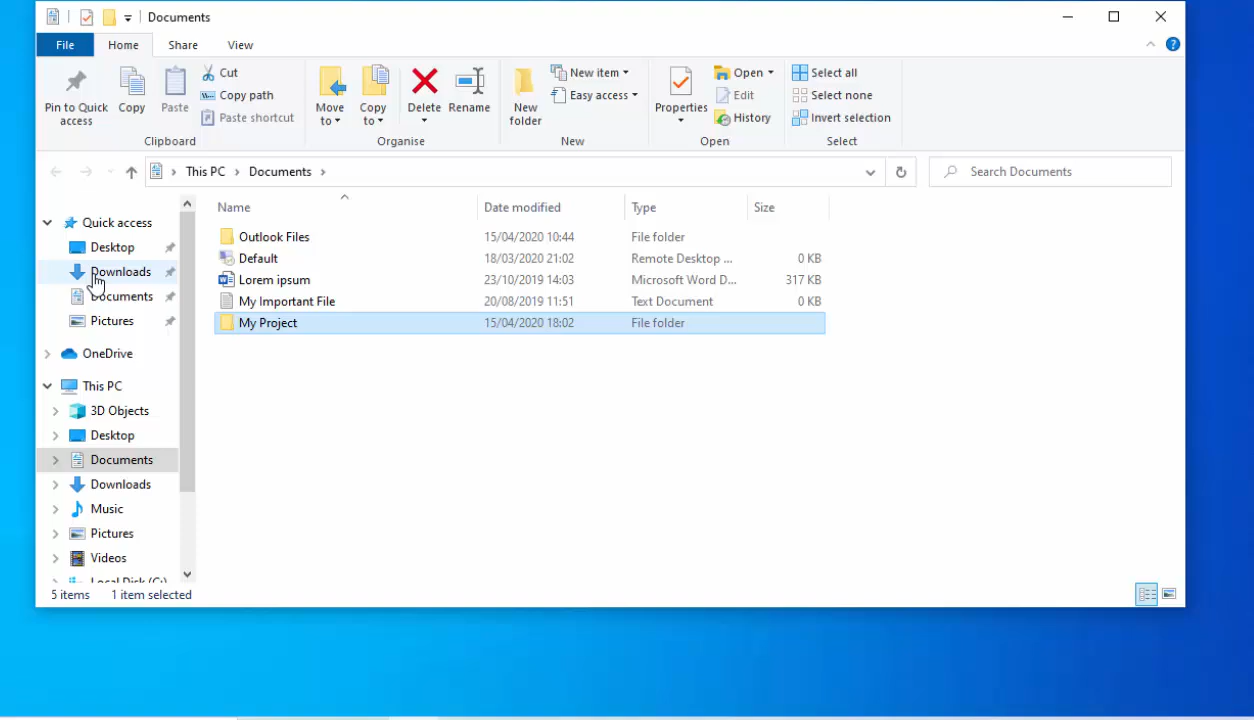 Documents
File Home Share View
Pin to Quick access
Copy
Paste
Cut
Copy path
Paste shortcut
Clipboard
Move to
Copy to
Delete
Rename
Organise
New folder
New item
Easy access
New
Properties
Open
Edit
History
Open
Select all
Select none
Invert selection
Select
This PC Documents
Search Documents
Name Date modified Type Size
Outlook Files 15/04/2020 10:44 File folder
Default 18/03/2020 21:02 Remote Desktop ... 0 KB
Lorem ipsum 23/10/2019 14:03 Microsoft Word D... 317 KB
My Important File 20/08/2019 11:51 Text Document 0 KB
My Project 15/04/2020 18:02 File folder
Quick access
Desktop
Downloads
Documents
Pictures
OneDrive
This PC
3D Objects
Desktop
Documents
Downloads
Music
Pictures
Videos
Local Disk (C:)
5 items 1 item selected